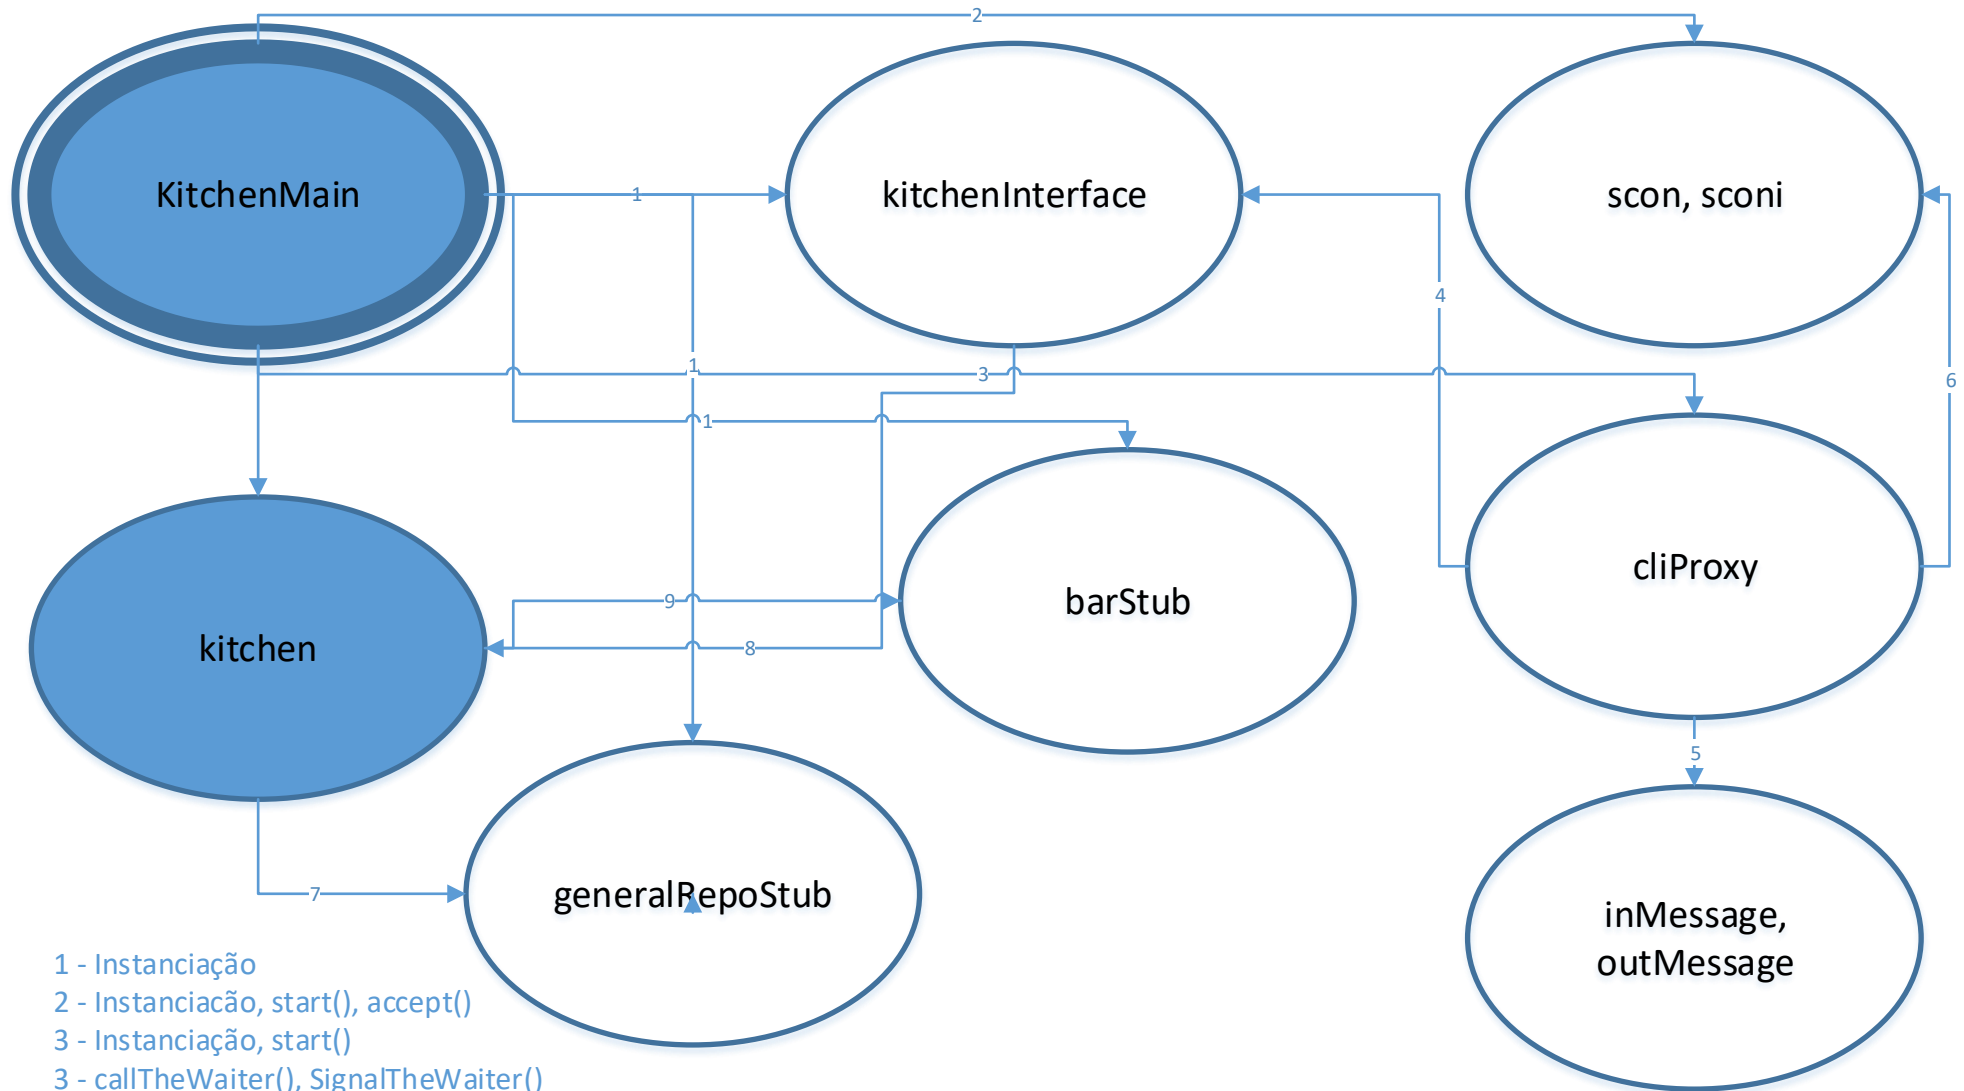 2
KitchenMain
kitchenInterface
scon, sconi
1
4
1
3
6
1
cliProxy
9
barStub
kitchen
8
5
7
generalRepoStub
inMessage,
outMessage
1 - Instanciação
2 - Instanciacão, start(), accept()
3 - Instanciação, start()
3 - callTheWaiter(), SignalTheWaiter()